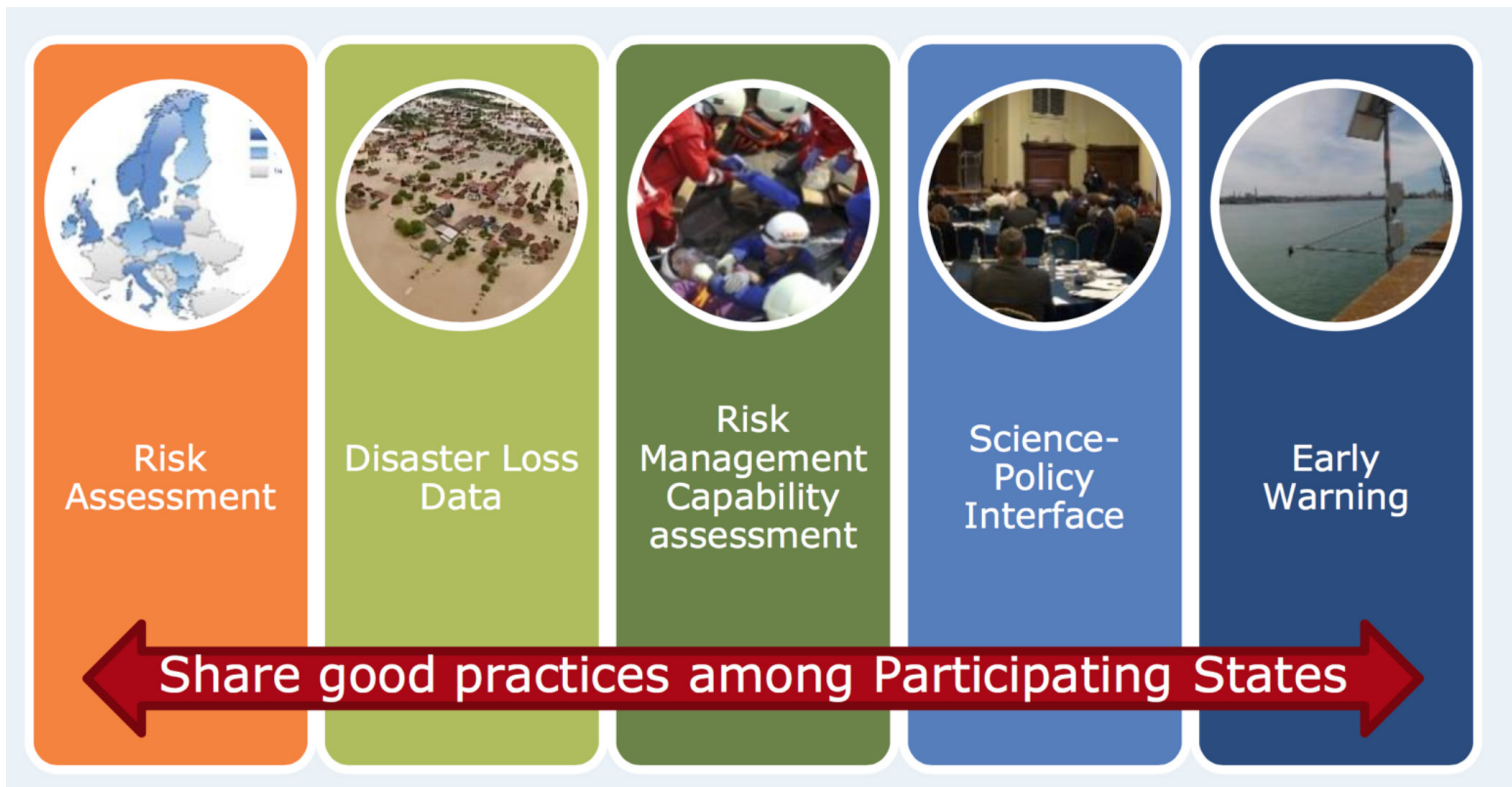 Risk
Assessment
Disaster Loss
Data
Risk
Management
Capability
assessment
Science-
Policy
Interface
Early
Warning
Share good practices among Participating States